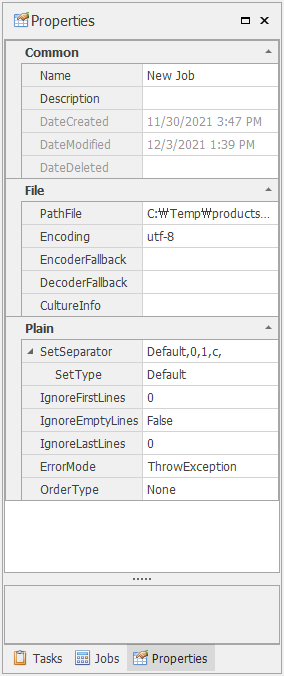 Properties
Common
Name New Job
Description
DateCreated 11/30/2021 3:47 PM
DateModified 12/3/2021 1:39 PM
DateDeleted
File
PathFile C:₩Temp₩products...
Encoding utf-8
EncoderFallback
DecoderFallback
CultureInfo
Plain
SetSeparator Default,0,1,c,
SetType Default
IgnoreFirstLines 0
IgnoreEmptyLines False
IgnoreLastLines 0
ErrorMode ThrowException
OrderType None
Tasks Jobs Properties